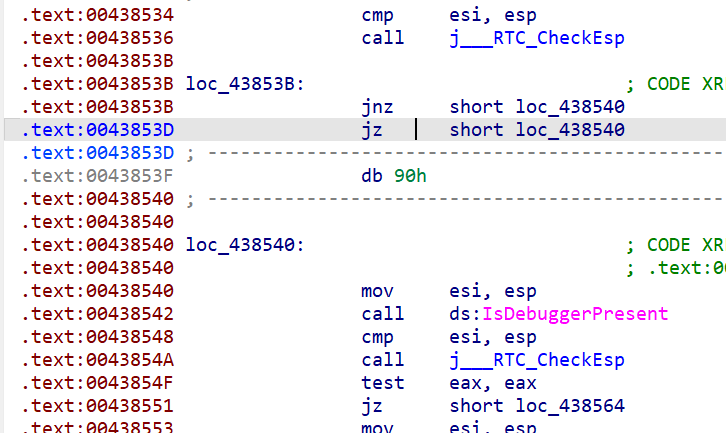 .text:00438534 cmp esi, esp
.text:00438536 call j___RTC_CheckEsp
.text:0043853B
.text:0043853B loc_43853B: ; CODE XR
.text:0043853B jnz short loc_438540
.text:0043853D jz short loc_438540
.text:0043853D ; ---------------------------------------------------
.text:0043853F db 90h
.text:00438540 ; ---------------------------------------------------
.text:00438540
.text:00438540 loc_438540: ; CODE XR
.text:00438540 ; .text:00
.text:00438540 mov esi, esp
.text:00438542 call ds:IsDebuggerPresent
.text:00438548 cmp esi, esp
.text:0043854A call j___RTC_CheckEsp
.text:0043854F test eax, eax
.text:00438551 jz short loc_438564
.text:00438553 mov esi, esp